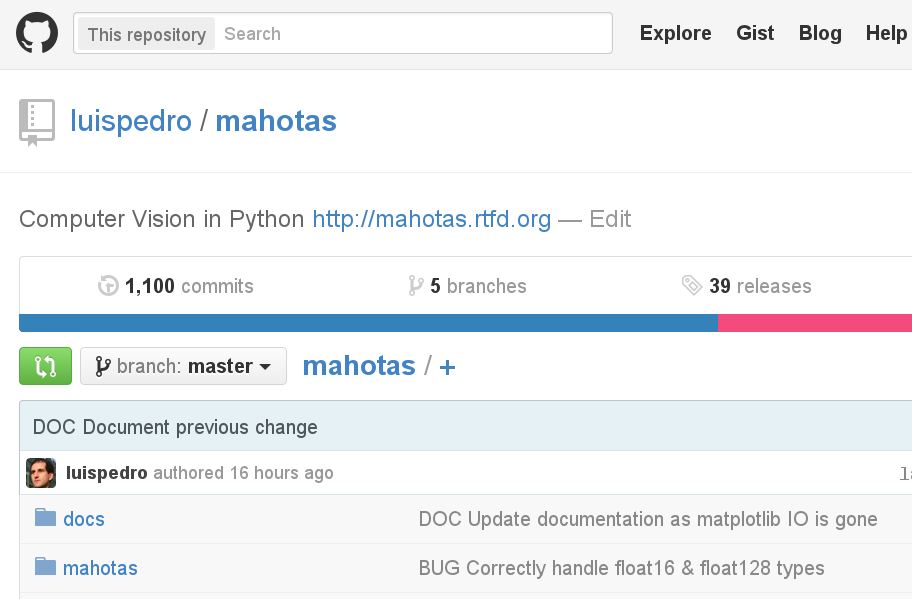 This repository Search Explore Gist Blog Help
luispedro / mahotas
Computer Vision in Python http://mahotas.rtfd.org — Edit
1,100 commits 5 branches 39 releases
branch: master mahotas / +
DOC Document previous change
luispedro authored 16 hours ago
docs DOC Update documentation as matplotlib IO is gone
mahotas BUG Correctly handle float16 & float128 types